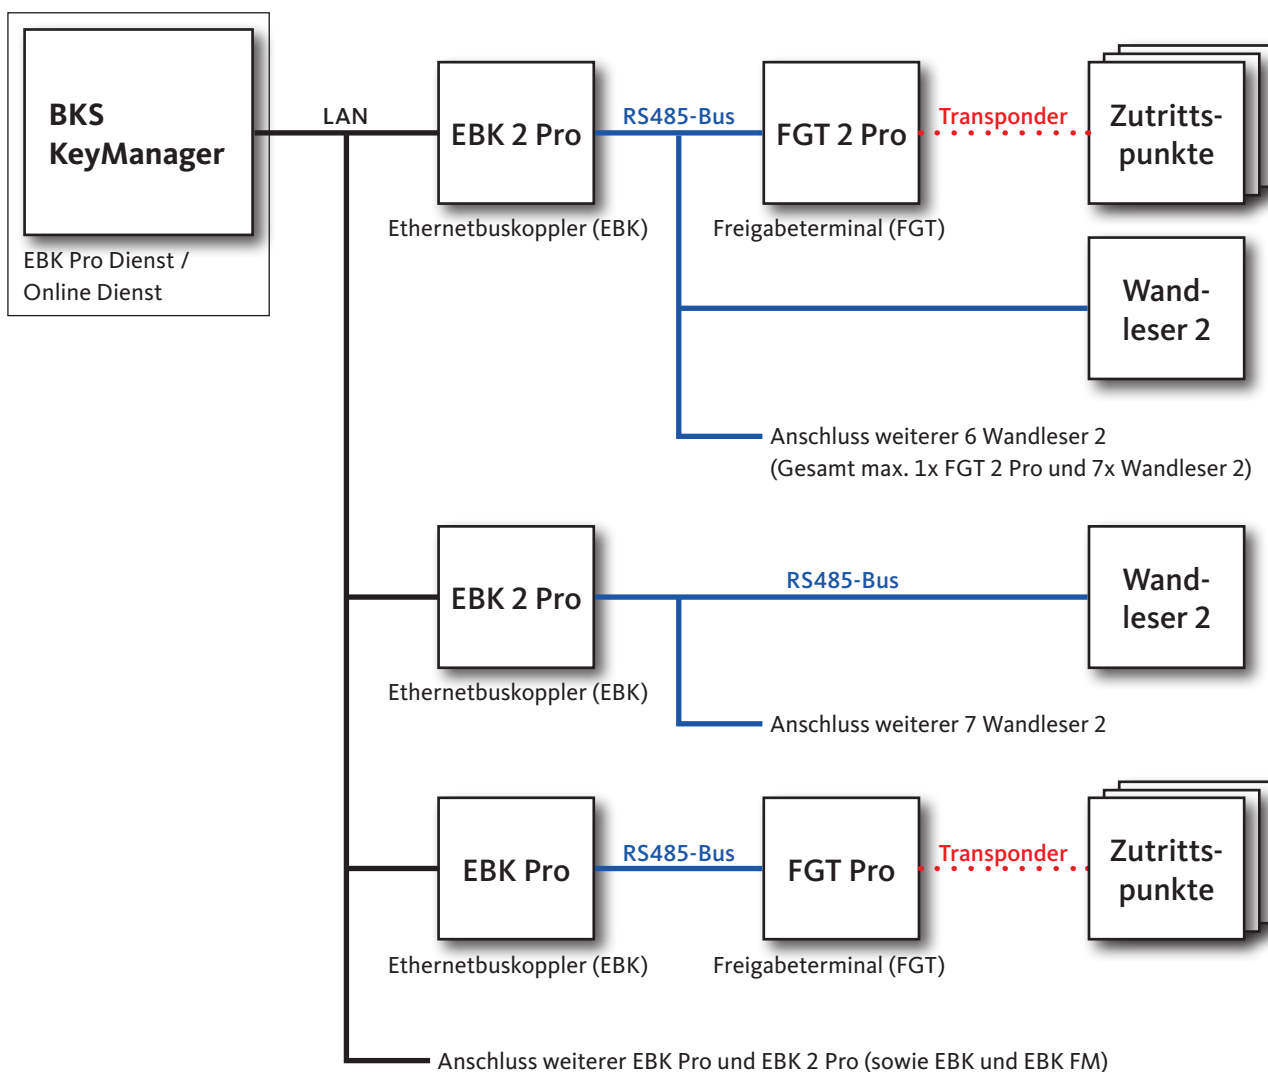 BKS
KeyManager
EBK Pro Dienst /
Online Dienst
LAN
EBK 2 Pro
Ethernetbuskoppler (EBK)
RS485-Bus
FGT 2 Pro
Freigabeterminal (FGT)
Transponder
Zutritts-
punkte
Wand-
leser 2
Anschluss weiterer 6 Wandleser 2
(Gesamt max. 1x FGT 2 Pro und 7x Wandleser 2)
EBK 2 Pro
Ethernetbuskoppler (EBK)
RS485-Bus
Wand-
leser 2
Anschluss weiterer 7 Wandleser 2
EBK Pro
Ethernetbuskoppler (EBK)
RS485-Bus
FGT Pro
Freigabeterminal (FGT)
Transponder
Zutritts-
punkte
Anschluss weiterer EBK Pro und EBK 2 Pro (sowie EBK und EBK FM)